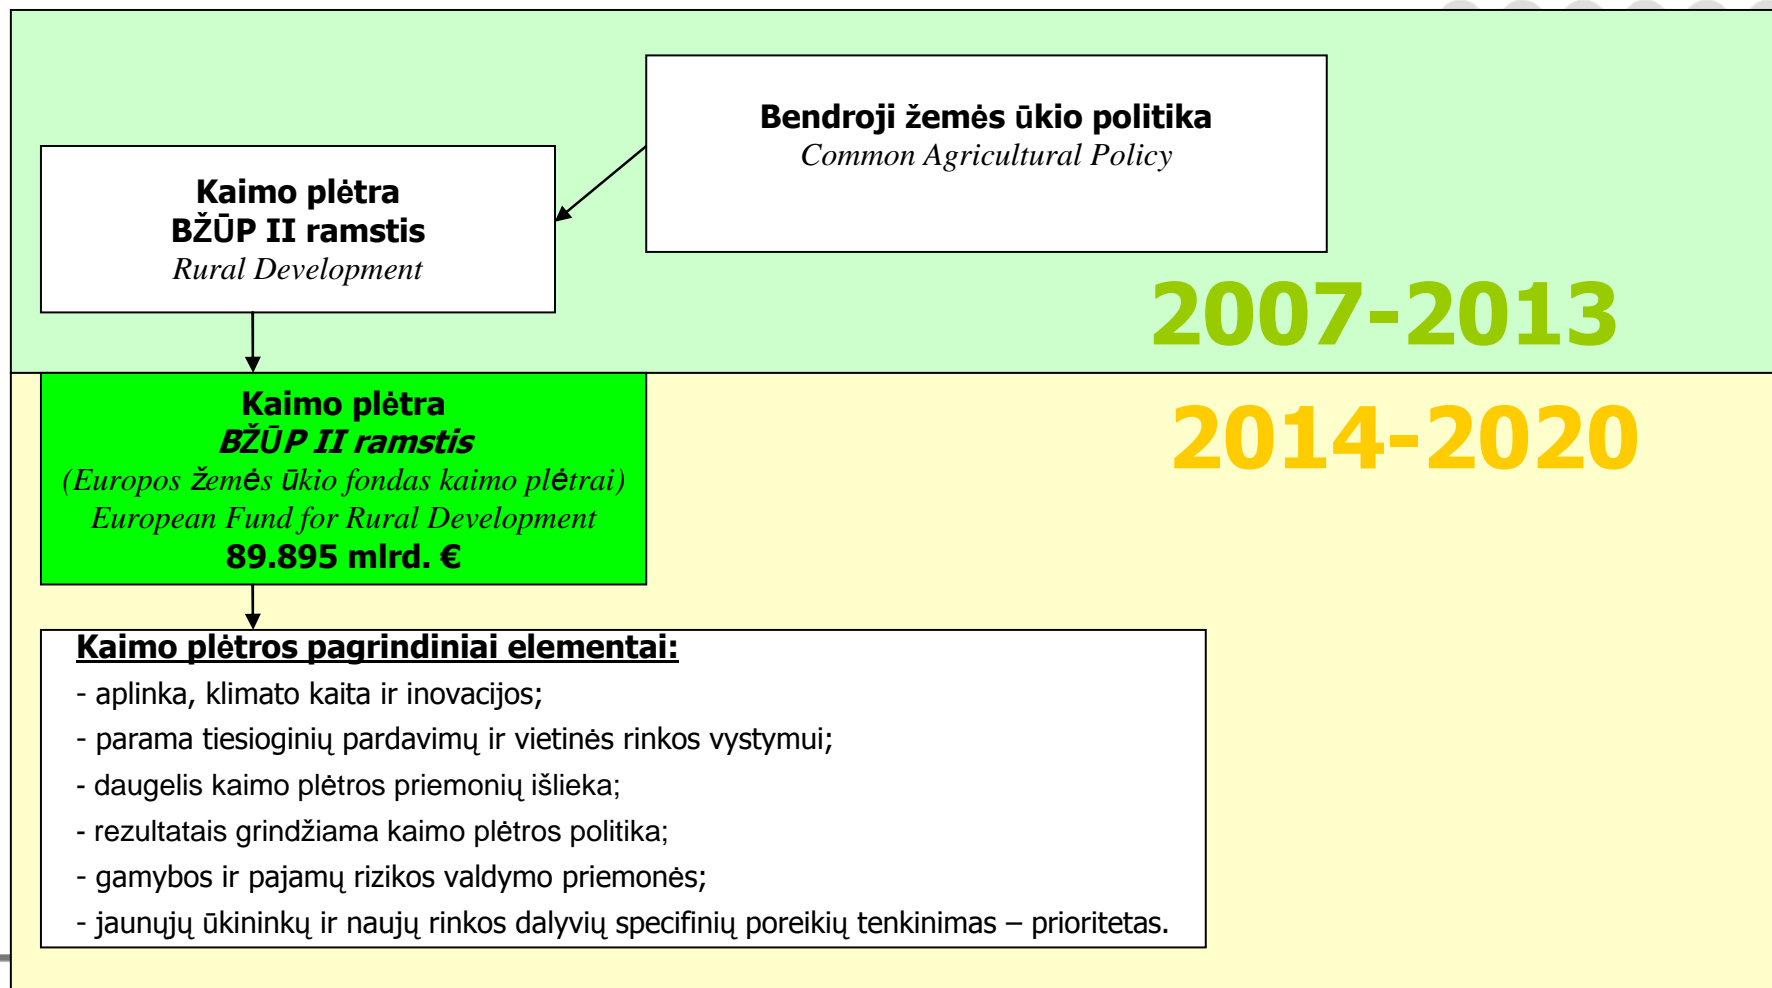 Bendroji žemės ūkio politika
Common Agricultural Policy
Kaimo plėtra
BŽŪP II ramstis
Rural Development
2007-2013
2014-2020
Kaimo plėtra
BŽŪP II ramstis
(Europos žemės ūkio fondas kaimo plėtrai)
European Fund for Rural Development
89.895 mlrd. €
Kaimo plėtros pagrindiniai elementai:
- aplinka, klimato kaita ir inovacijos;
- parama tiesioginių pardavimų ir vietinės rinkos vystymui;
- daugelis kaimo plėtros priemonių išlieka;
- rezultatais grindžiama kaimo plėtros politika;
- gamybos ir pajamų rizikos valdymo priemonės;
- jaunųjų ūkininkų ir naujų rinkos dalyvių specifinių poreikių tenkinimas – prioritetas.